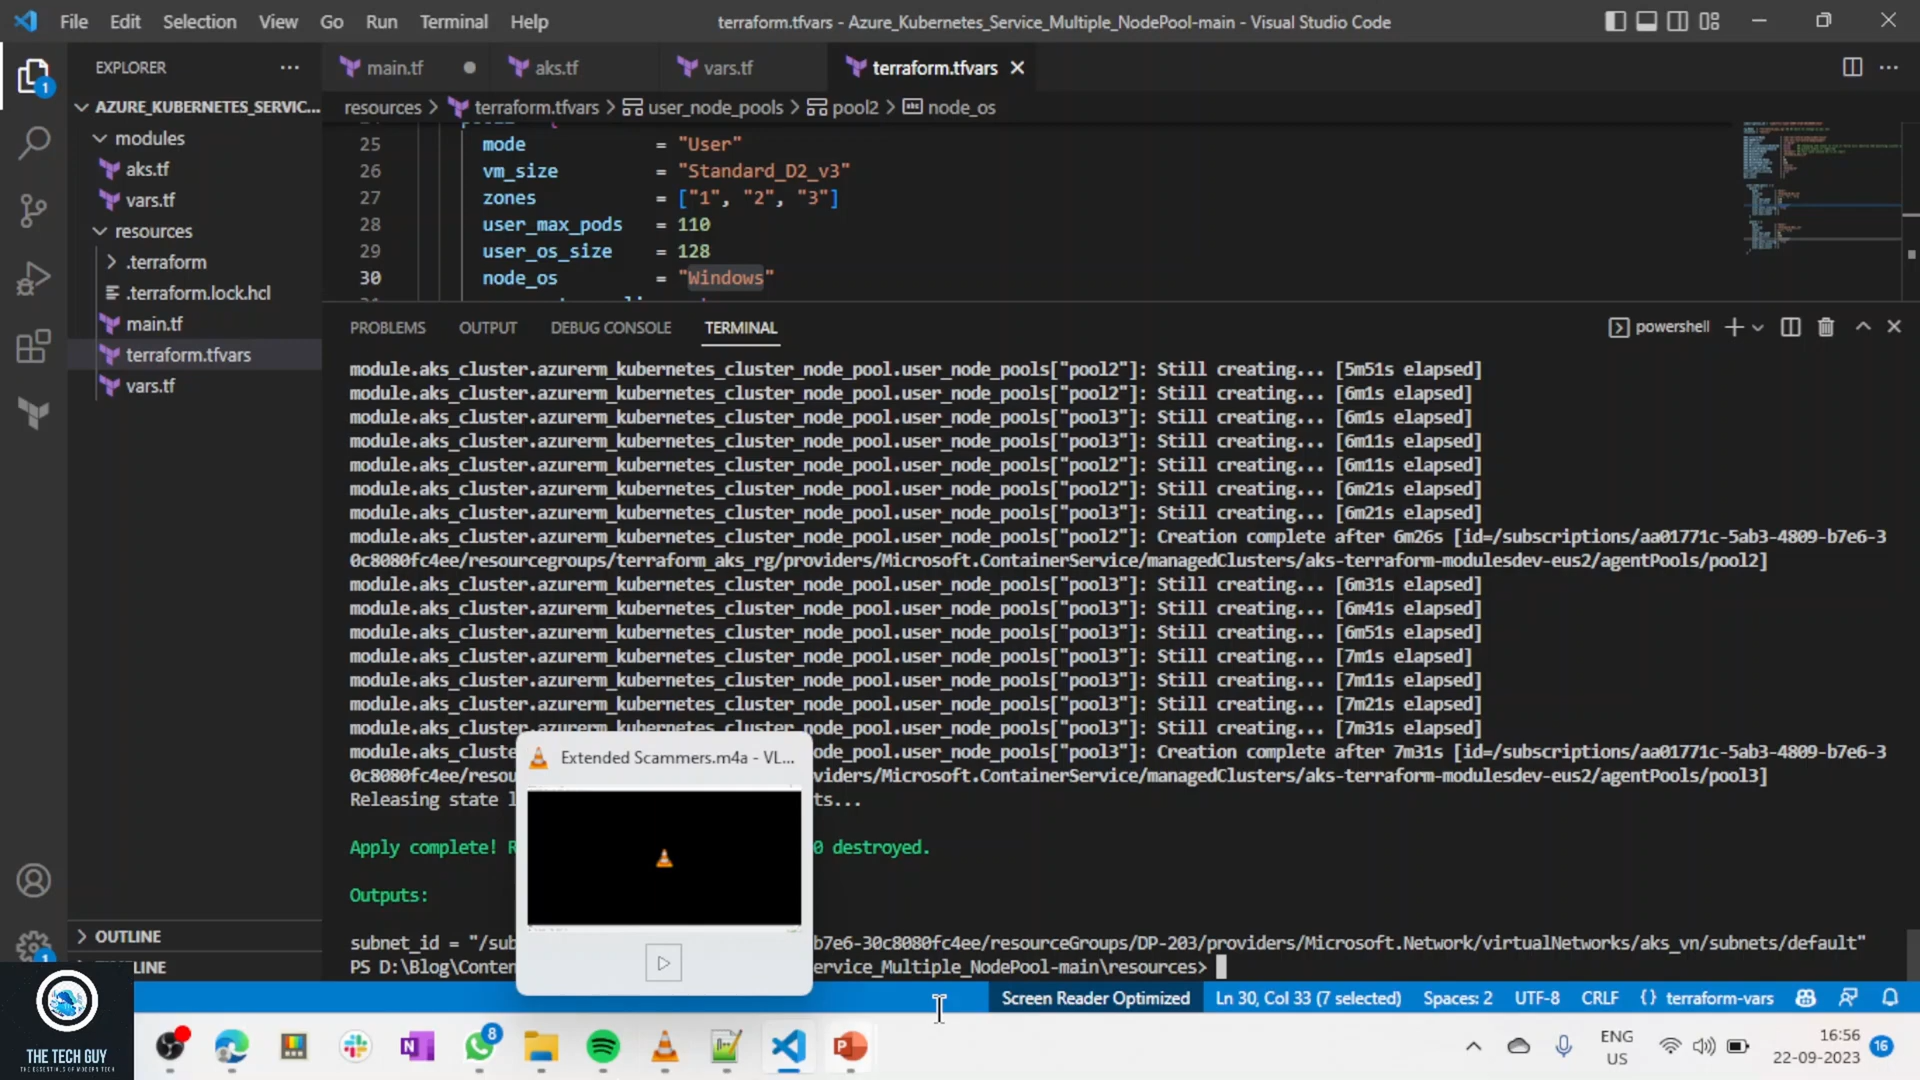 File Edit Selection View Go Run Terminal Help
terraform.tfvars - Azure_Kubernetes_Service_Multiple_NodePool-main - Visual Studio Code
EXPLORER
main.tf
aks.tf
vars.tf
terraform.tfvars
1
AZURE_KUBERNETES_SERVIC...
modules
aks.tf
vars.tf
resources
.terraform
.terraform.lock.hcl
main.tf
terraform.tfvars
vars.tf
OUTLINE
resources > terraform.tfvars > user_node_pools > pool2 > node_os
25 mode = "User"
26 vm_size = "Standard_D2_v3"
27 zones = ["1", "2", "3"]
28 user_max_pods = 110
29 user_os_size = 128
30 node_os = "Windows"
PROBLEMS OUTPUT DEBUG CONSOLE TERMINAL
powershell
module.aks_cluster.azurerm_kubernetes_cluster_node_pool.user_node_pools["pool2"]: Still creating... [5m51s elapsed]
module.aks_cluster.azurerm_kubernetes_cluster_node_pool.user_node_pools["pool2"]: Still creating... [6m1s elapsed]
module.aks_cluster.azurerm_kubernetes_cluster_node_pool.user_node_pools["pool3"]: Still creating... [6m1s elapsed]
module.aks_cluster.azurerm_kubernetes_cluster_node_pool.user_node_pools["pool3"]: Still creating... [6m11s elapsed]
module.aks_cluster.azurerm_kubernetes_cluster_node_pool.user_node_pools["pool2"]: Still creating... [6m11s elapsed]
module.aks_cluster.azurerm_kubernetes_cluster_node_pool.user_node_pools["pool2"]: Still creating... [6m21s elapsed]
module.aks_cluster.azurerm_kubernetes_cluster_node_pool.user_node_pools["pool3"]: Still creating... [6m21s elapsed]
module.aks_cluster.azurerm_kubernetes_cluster_node_pool.user_node_pools["pool2"]: Creation complete after 6m26s [id=/subscriptions/aa01771c-5ab3-4809-b7e6-3
0c8080fc4ee/resourcegroups/terraform_aks_rg/providers/Microsoft.ContainerService/managedClusters/aks-terraform-modulesdev-eus2/agentPools/pool2]
module.aks_cluster.azurerm_kubernetes_cluster_node_pool.user_node_pools["pool3"]: Still creating... [6m31s elapsed]
module.aks_cluster.azurerm_kubernetes_cluster_node_pool.user_node_pools["pool3"]: Still creating... [6m41s elapsed]
module.aks_cluster.azurerm_kubernetes_cluster_node_pool.user_node_pools["pool3"]: Still creating... [6m51s elapsed]
module.aks_cluster.azurerm_kubernetes_cluster_node_pool.user_node_pools["pool3"]: Still creating... [7m1s elapsed]
module.aks_cluster.azurerm_kubernetes_cluster_node_pool.user_node_pools["pool3"]: Still creating... [7m11s elapsed]
module.aks_cluster.azurerm_kubernetes_cluster_node_pool.user_node_pools["pool3"]: Still creating... [7m21s elapsed]
module.aks_cluster.azurerm_kubernetes_cluster_node_pool.user_node_pools["pool3"]: Still creating... [7m31s elapsed]
module.aks_cluste ernetes_cluster_node_pool.user_node_pools["pool3"]: Creation complete after 7m31s [id=/subscriptions/aa01771c-5ab3-4809-b7e6-3
0c8080fc4ee/resou viders/Microsoft.ContainerService/managedClusters/aks-terraform-modulesdev-eus2/agentPools/pool3]
Releasing state l ts...
Apply complete! R 0 destroyed.
Outputs:
subnet_id = "/sub b7e6-30c8080fc4ee/resourceGroups/DP-203/providers/Microsoft.Network/virtualNetworks/aks_vn/subnets/default"
PS D:\Blog\Conten ervice_Multiple_NodePool-main\resources>
Extended Scammers.m4a - VL...
1
THE TECH GUY
Screen Reader Optimized Ln 30, Col 33 (7 selected) Spaces: 2 UTF-8 CRLF {} terraform-vars
8
ENG
US
16:56
22-09-2023
16